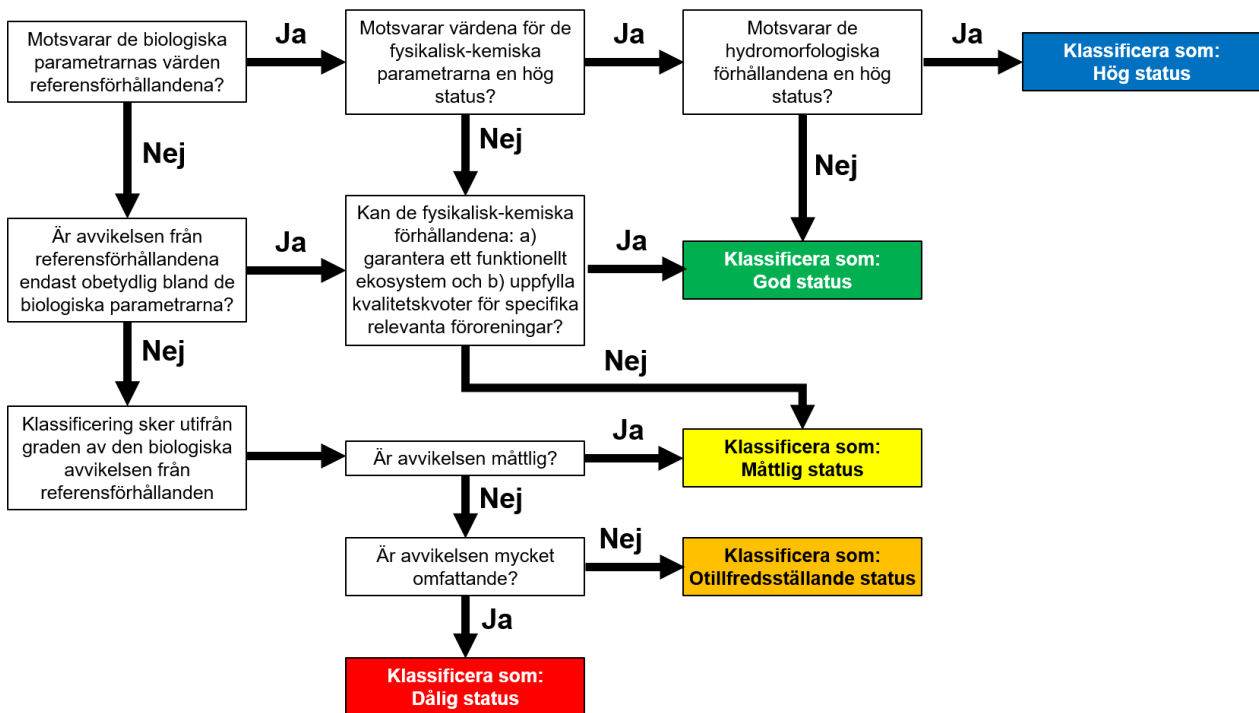 Motsvarar de biologiska
parametrarnas värden
referensförhållandena?
Ja
Motsvarar värdena för de
fysikalisk-kemiska
parametrarna en hög
status?
Ja
Motsvarar de
hydromorfologiska
förhållandena en hög
status?
Ja
Klassificera som:
Hög status
Nej
Nej
Nej
Är avvikelsen från
referensförhållandena
endast obetydlig bland de
biologiska parametrarna?
Ja
Kan de fysikalisk-kemiska
förhållandena: a)
garantera ett funktionellt
ekosystem och b) uppfylla
kvalitetskvoter för specifika
relevanta föroreningar?
Ja
Klassificera som:
God status
Nej
Nej
Klassificering sker utifrån
graden av den biologiska
avvikelsen från
referensförhållanden
Är avvikelsen måttlig?
Ja
Klassificera som:
Måttlig status
Nej
Är avvikelsen mycket
omfattande?
Nej
Klassificera som:
Otillfredsställande status
Ja
Klassificera som:
Dålig status